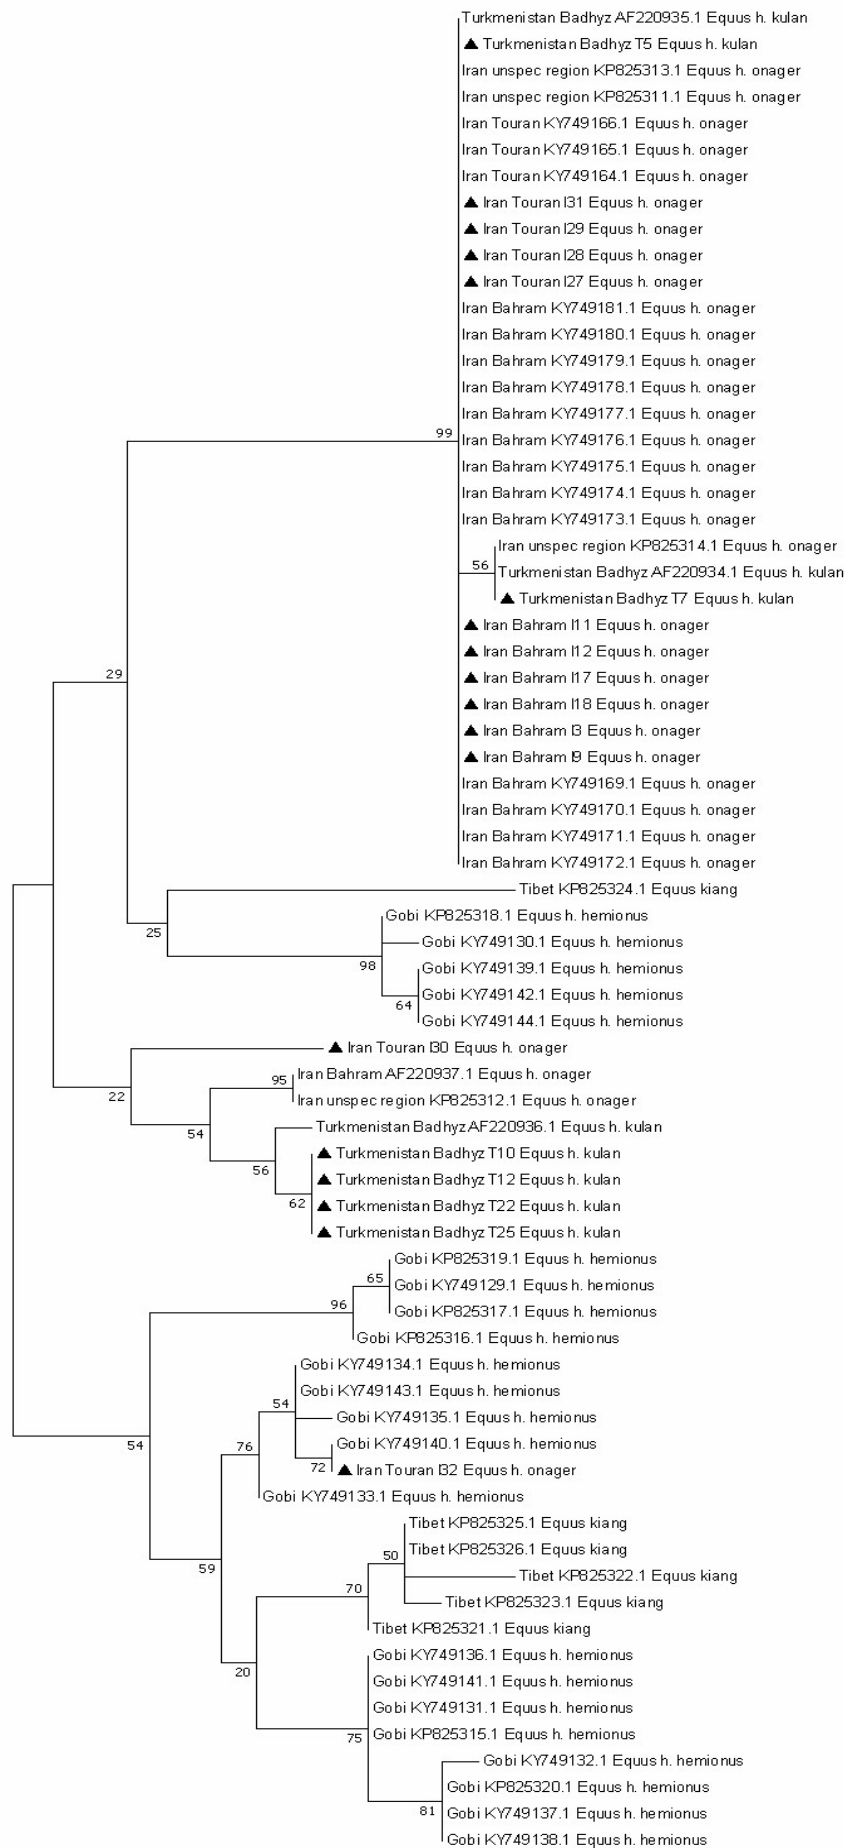 Turkmenistan Badhyz AF220935.1 Equus h. kulan
Turkmenistan Badhyz T5 Equus h. kulan
Iran unspec region KP825313.1 Equus h. onager
Iran unspec region KP825311.1 Equus h. onager
Iran Touran KY749166.1 Equus h. onager
Iran Touran KY749165.1 Equus h. onager
Iran Touran KY749164.1 Equus h. onager
Iran Touran I31 Equus h. onager
Iran Touran I29 Equus h. onager
Iran Touran I28 Equus h. onager
Iran Touran I27 Equus h. onager
Iran Bahram KY749181.1 Equus h. onager
Iran Bahram KY749180.1 Equus h. onager
Iran Bahram KY749179.1 Equus h. onager
Iran Bahram KY749178.1 Equus h. onager
Iran Bahram KY749177.1 Equus h. onager
99
Iran Bahram KY749176.1 Equus h. onager
Iran Bahram KY749175.1 Equus h. onager
Iran Bahram KY749174.1 Equus h. onager
Iran Bahram KY749173.1 Equus h. onager
Iran unspec region KP825314.1 Equus h. onager
56
Turkmenistan Badhyz AF220934.1 Equus h. kulan
Turkmenistan Badhyz T7 Equus h. kulan
Iran Bahram I11 Equus h. onager
Iran Bahram I12 Equus h. onager
29
Iran Bahram I17 Equus h. onager
Iran Bahram I18 Equus h. onager
Iran Bahram I3 Equus h. onager
Iran Bahram I9 Equus h. onager
Iran Bahram KY749169.1 Equus h. onager
Iran Bahram KY749170.1 Equus h. onager
Iran Bahram KY749171.1 Equus h. onager
Iran Bahram KY749172.1 Equus h. onager
Tibet KP825324.1 Equus kiang
Gobi KP825318.1 Equus h. hemionus
25
Gobi KY749130.1 Equus h. hemionus
98
Gobi KY749139.1 Equus h. hemionus
Gobi KY749142.1 Equus h. hemionus
64
Gobi KY749144.1 Equus h. hemionus
Iran Touran I30 Equus h. onager
Iran Bahram AF220937.1 Equus h. onager
95
22
Iran unspec region KP825312.1 Equus h. onager
Turkmenistan Badhyz AF220936.1 Equus h. kulan
54
Turkmenistan Badhyz T10 Equus h. kulan
56
Turkmenistan Badhyz T12 Equus h. kulan
62
Turkmenistan Badhyz T22 Equus h. kulan
Turkmenistan Badhyz T25 Equus h. kulan
Gobi KP825319.1 Equus h. hemionus
65
Gobi KY749129.1 Equus h. hemionus
96
Gobi KP825317.1 Equus h. hemionus
Gobi KP825316.1 Equus h. hemionus
Gobi KY749134.1 Equus h. hemionus
Gobi KY749143.1 Equus h. hemionus
54
Gobi KY749135.1 Equus h. hemionus
54
76
Gobi KY749140.1 Equus h. hemionus
72
Iran Touran I32 Equus h. onager
Gobi KY749133.1 Equus h. hemionus
Tibet KP825325.1 Equus kiang
Tibet KP825326.1 Equus kiang
50
59
Tibet KP825322.1 Equus kiang
70
Tibet KP825323.1 Equus kiang
Tibet KP825321.1 Equus kiang
Gobi KY749136.1 Equus h. hemionus
20
Gobi KY749141.1 Equus h. hemionus
Gobi KY749131.1 Equus h. hemionus
Gobi KP825315.1 Equus h. hemionus
75
Gobi KY749132.1 Equus h. hemionus
Gobi KP825320.1 Equus h. hemionus
81
Gobi KY749137.1 Equus h. hemionus
Gobi KY749138.1 Equus h. hemionus